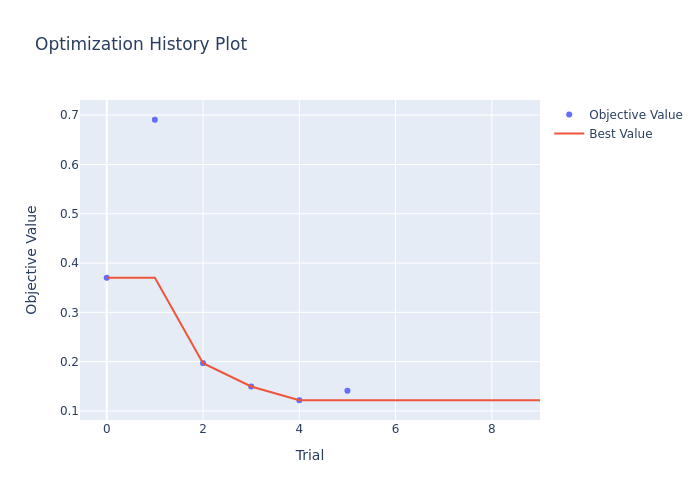 Optimization History Plot
Objective Value
Best Value
0.7
0.6
0.5
0.4
0.3
0.2
0.1
Objective Value
0 2 4 6 8
Trial